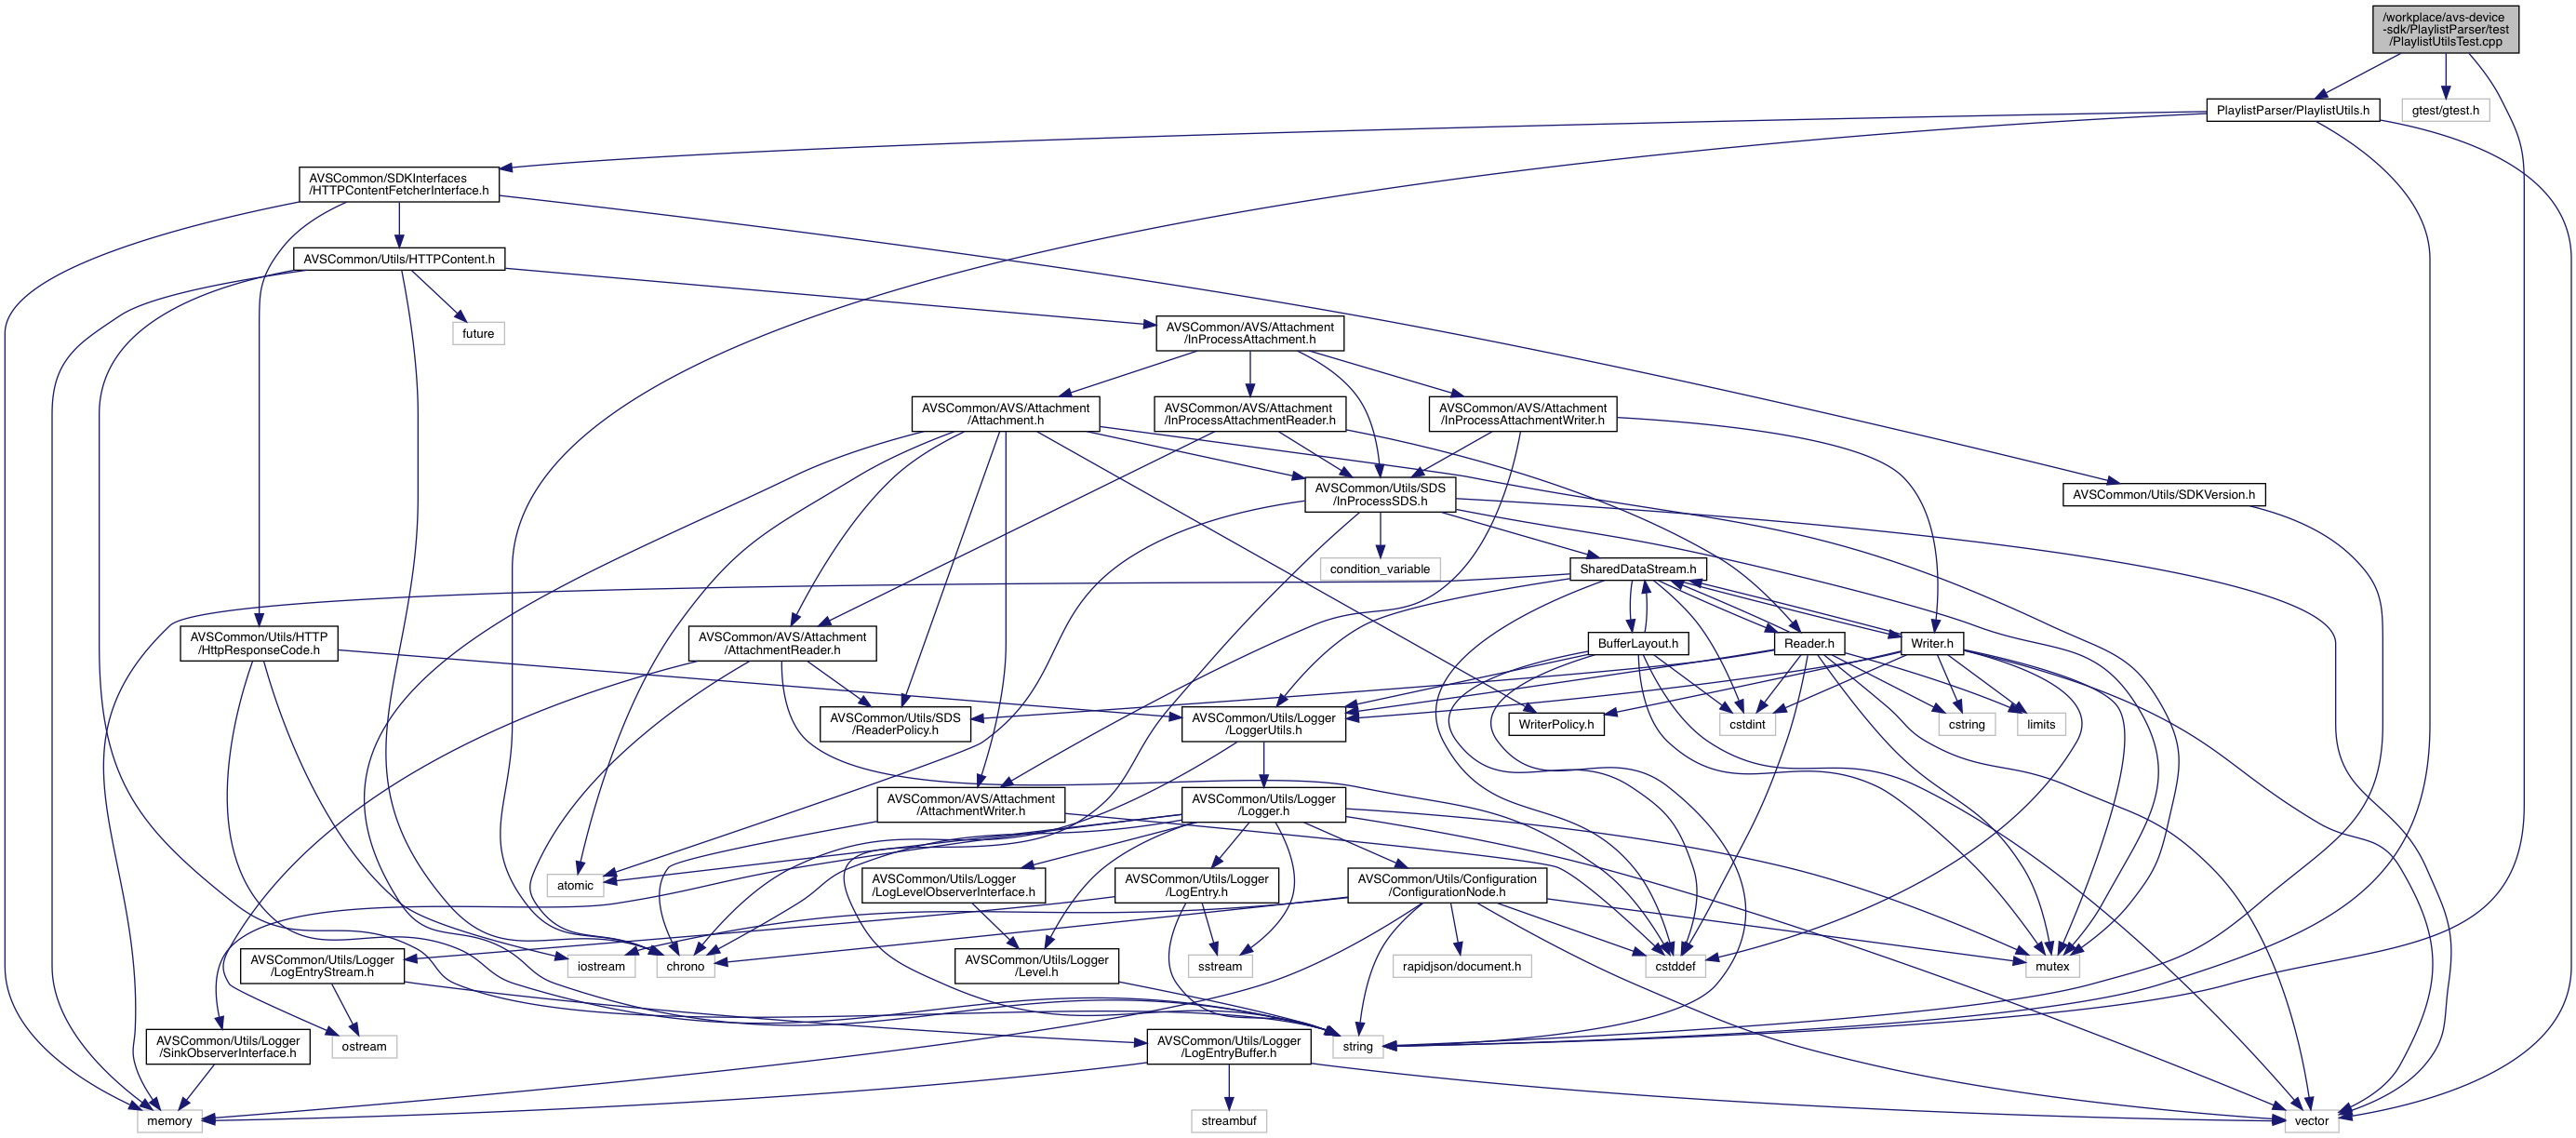 /workplace/avs-device
-sdk/PlaylistParser/test
/PlaylistUtilsTest.cpp
PlaylistParser/PlaylistUtils.h
gtest/gtest.h
AVSCommon/SDKInterfaces
/HTTPContentFetcherInterface.h
AVSCommon/Utils/HTTPContent.h
future
AVSCommon/AVS/Attachment
/InProcessAttachment.h
AVSCommon/AVS/Attachment
/Attachment.h
AVSCommon/AVS/Attachment
/InProcessAttachmentReader.h
AVSCommon/AVS/Attachment
/InProcessAttachmentWriter.h
AVSCommon/Utils/SDS
/InProcessSDS.h
AVSCommon/Utils/SDKVersion.h
condition_variable
SharedDataStream.h
AVSCommon/Utils/HTTP
/HttpResponseCode.h
AVSCommon/AVS/Attachment
/AttachmentReader.h
BufferLayout.h
Reader.h
Writer.h
AVSCommon/Utils/SDS
/ReaderPolicy.h
AVSCommon/Utils/Logger
/LoggerUtils.h
WriterPolicy.h
cstdint
cstring
limits
AVSCommon/AVS/Attachment
/AttachmentWriter.h
AVSCommon/Utils/Logger
/Logger.h
atomic
AVSCommon/Utils/Logger
/LogLevelObserverInterface.h
AVSCommon/Utils/Logger
/LogEntry.h
AVSCommon/Utils/Configuration
/ConfigurationNode.h
AVSCommon/Utils/Logger
/LogEntryStream.h
iostream
chrono
AVSCommon/Utils/Logger
/Level.h
sstream
rapidjson/document.h
cstddef
mutex
AVSCommon/Utils/Logger
/SinkObserverInterface.h
ostream
AVSCommon/Utils/Logger
/LogEntryBuffer.h
string
memory
streambuf
vector